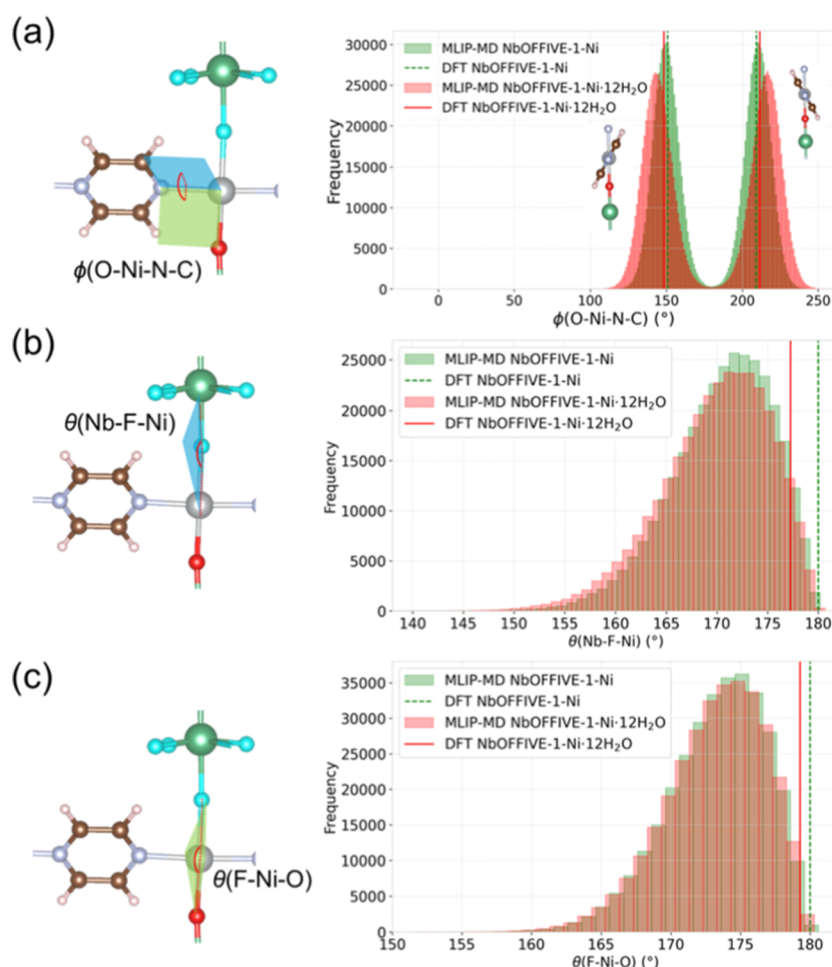 (a)
ϕ(O-Ni-N-C)
Frequency
30000
25000
20000
15000
10000
5000
0
MLIP-MD NbOFFIVE-1-Ni
DFT NbOFFIVE-1-Ni
MLIP-MD NbOFFIVE-1-Ni·12H₂O
DFT NbOFFIVE-1-Ni·12H₂O
0 50 100 150 200 250
ϕ(O-Ni-N-C) (°)
(b)
θ(Nb-F-Ni)
Frequency
25000
20000
15000
10000
5000
0
MLIP-MD NbOFFIVE-1-Ni
DFT NbOFFIVE-1-Ni
MLIP-MD NbOFFIVE-1-Ni·12H₂O
DFT NbOFFIVE-1-Ni·12H₂O
140 145 150 155 160 165 170 175 180
θ(Nb-F-Ni) (°)
(c)
θ(F-Ni-O)
Frequency
35000
30000
25000
20000
15000
10000
5000
0
MLIP-MD NbOFFIVE-1-Ni
DFT NbOFFIVE-1-Ni
MLIP-MD NbOFFIVE-1-Ni·12H₂O
DFT NbOFFIVE-1-Ni·12H₂O
150 155 160 165 170 175 180
θ(F-Ni-O) (°)